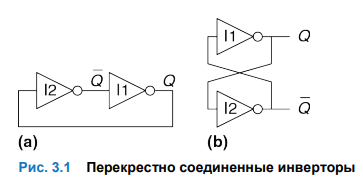 I1
Q
I2
Q̅
I1
Q
I2
Q̅
(a)
(b)
Рис. 3.1 Перекрестно соединенные инверторы